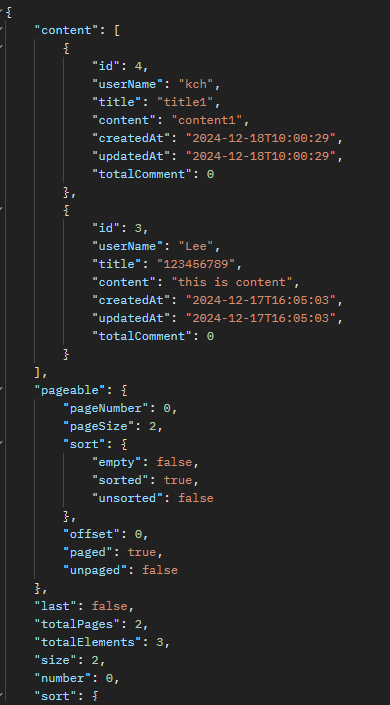 {
    "content": [
        {
            "id": 4,
            "userName": "kch",
            "title": "title1",
            "content": "content1",
            "createdAt": "2024-12-18T10:00:29",
            "updatedAt": "2024-12-18T10:00:29",
            "totalComment": 0
        },
        {
            "id": 3,
            "userName": "Lee",
            "title": "123456789",
            "content": "this is content",
            "createdAt": "2024-12-17T16:05:03",
            "updatedAt": "2024-12-17T16:05:03",
            "totalComment": 0
        }
    ],
    "pageable": {
        "pageNumber": 0,
        "pageSize": 2,
        "sort": {
            "empty": false,
            "sorted": true,
            "unsorted": false
        },
        "offset": 0,
        "paged": true,
        "unpaged": false
    },
    "last": false,
    "totalPages": 2,
    "totalElements": 3,
    "size": 2,
    "number": 0,
    "sort": {